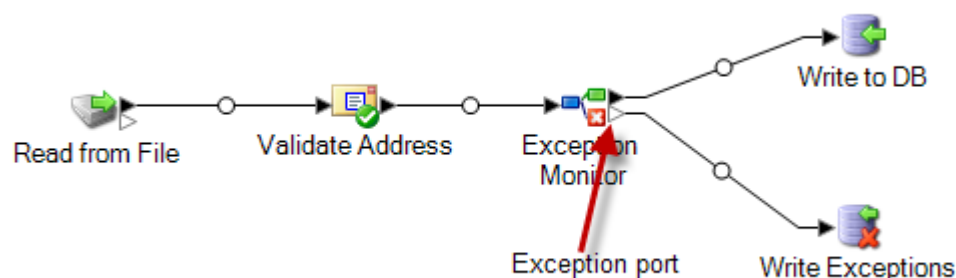 Write to DB
Read from File
Validate Address
Exception
Monitor
Exception port
Write Exceptions